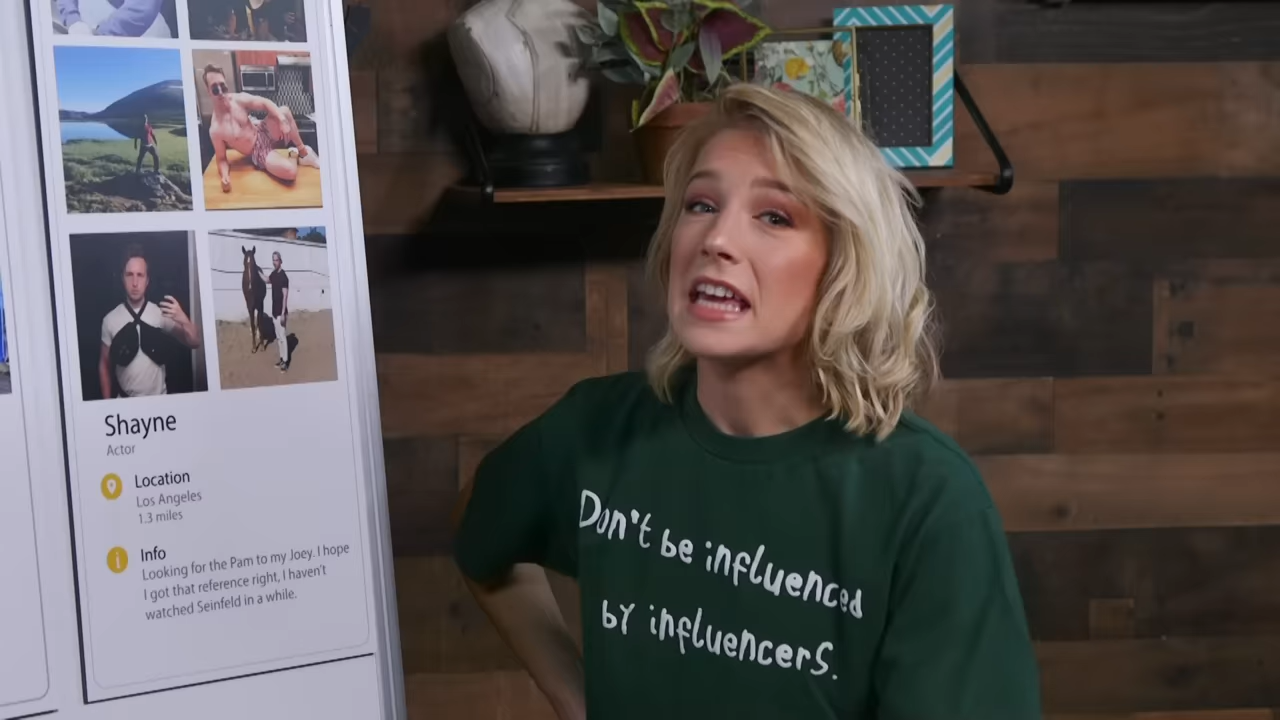 Shayne
Actor
Location
Los Angeles
1.3 miles
Info
Looking for the Pam to my Joey. I hope
I got that reference right, I haven't
watched Seinfeld in a while.
Don't be influenced
by influencers.